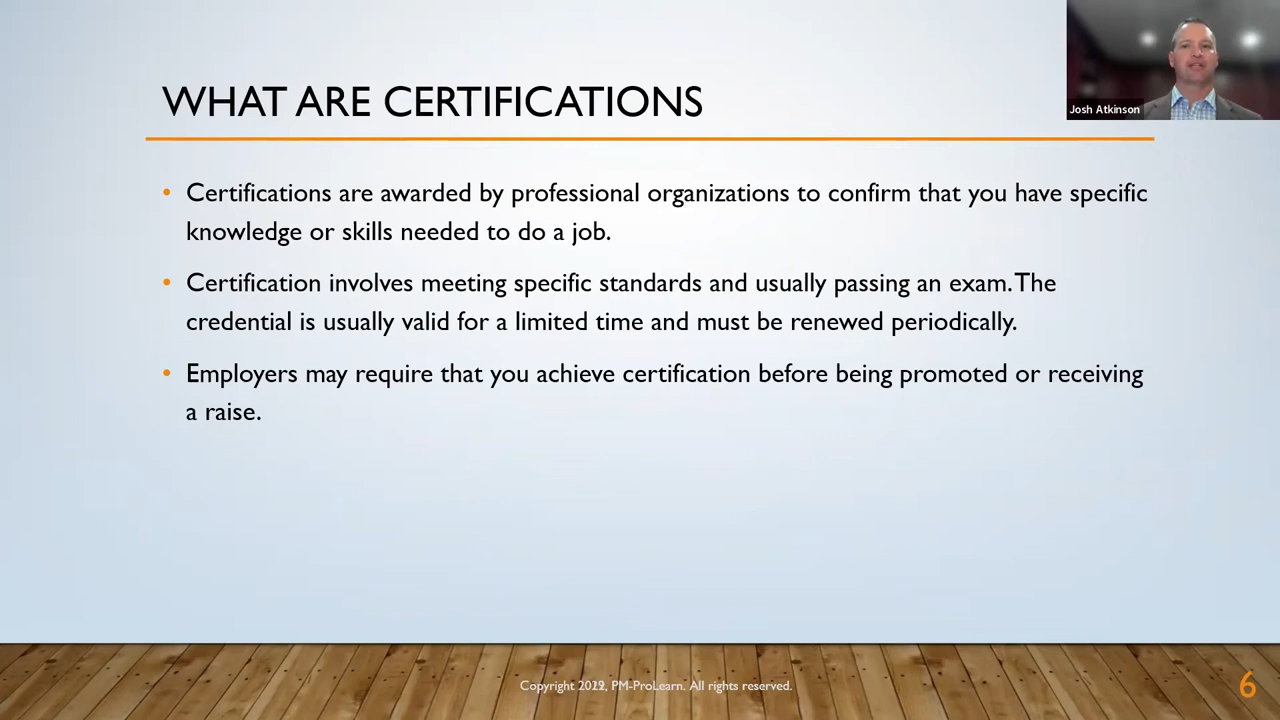 WHAT ARE CERTIFICATIONS
Josh Atkinson
• Certifications are awarded by professional organizations to confirm that you have specific
knowledge or skills needed to do a job.
• Certification involves meeting specific standards and usually passing an exam. The
credential is usually valid for a limited time and must be renewed periodically.
• Employers may require that you achieve certification before being promoted or receiving
a raise.
Copyright PM-ProLearn. All rights reserved.
6